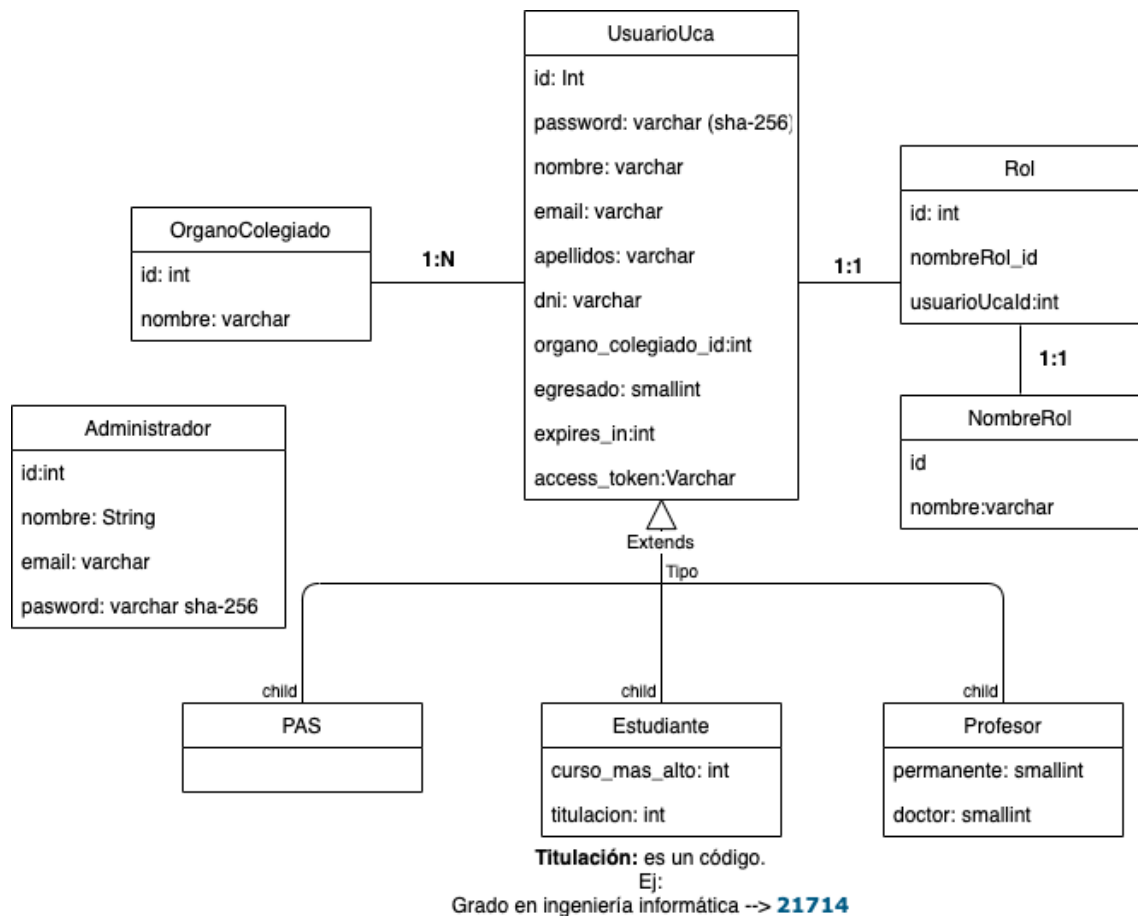 UsuarioUca
id: Int
password: varchar (sha-256)
nombre: varchar
email: varchar
apellidos: varchar
dni: varchar
organo_colegiado_id:int
egresado: smallint
expires_in:int
access_token:Varchar
OrganoColegiado
id: int
nombre: varchar
1:N
1:1
Rol
id: int
nombreRol_id
usuarioUcaId:int
1:1
NombreRol
id
nombre:varchar
Administrador
id:int
nombre: String
email: varchar
pasword: varchar sha-256
Extends
Tipo
child
child
child
PAS
Estudiante
curso_mas_alto: int
titulacion: int
Profesor
permanente: smallint
doctor: smallint
Titulación: es un código.
Ej:
Grado en ingeniería informática --> 21714